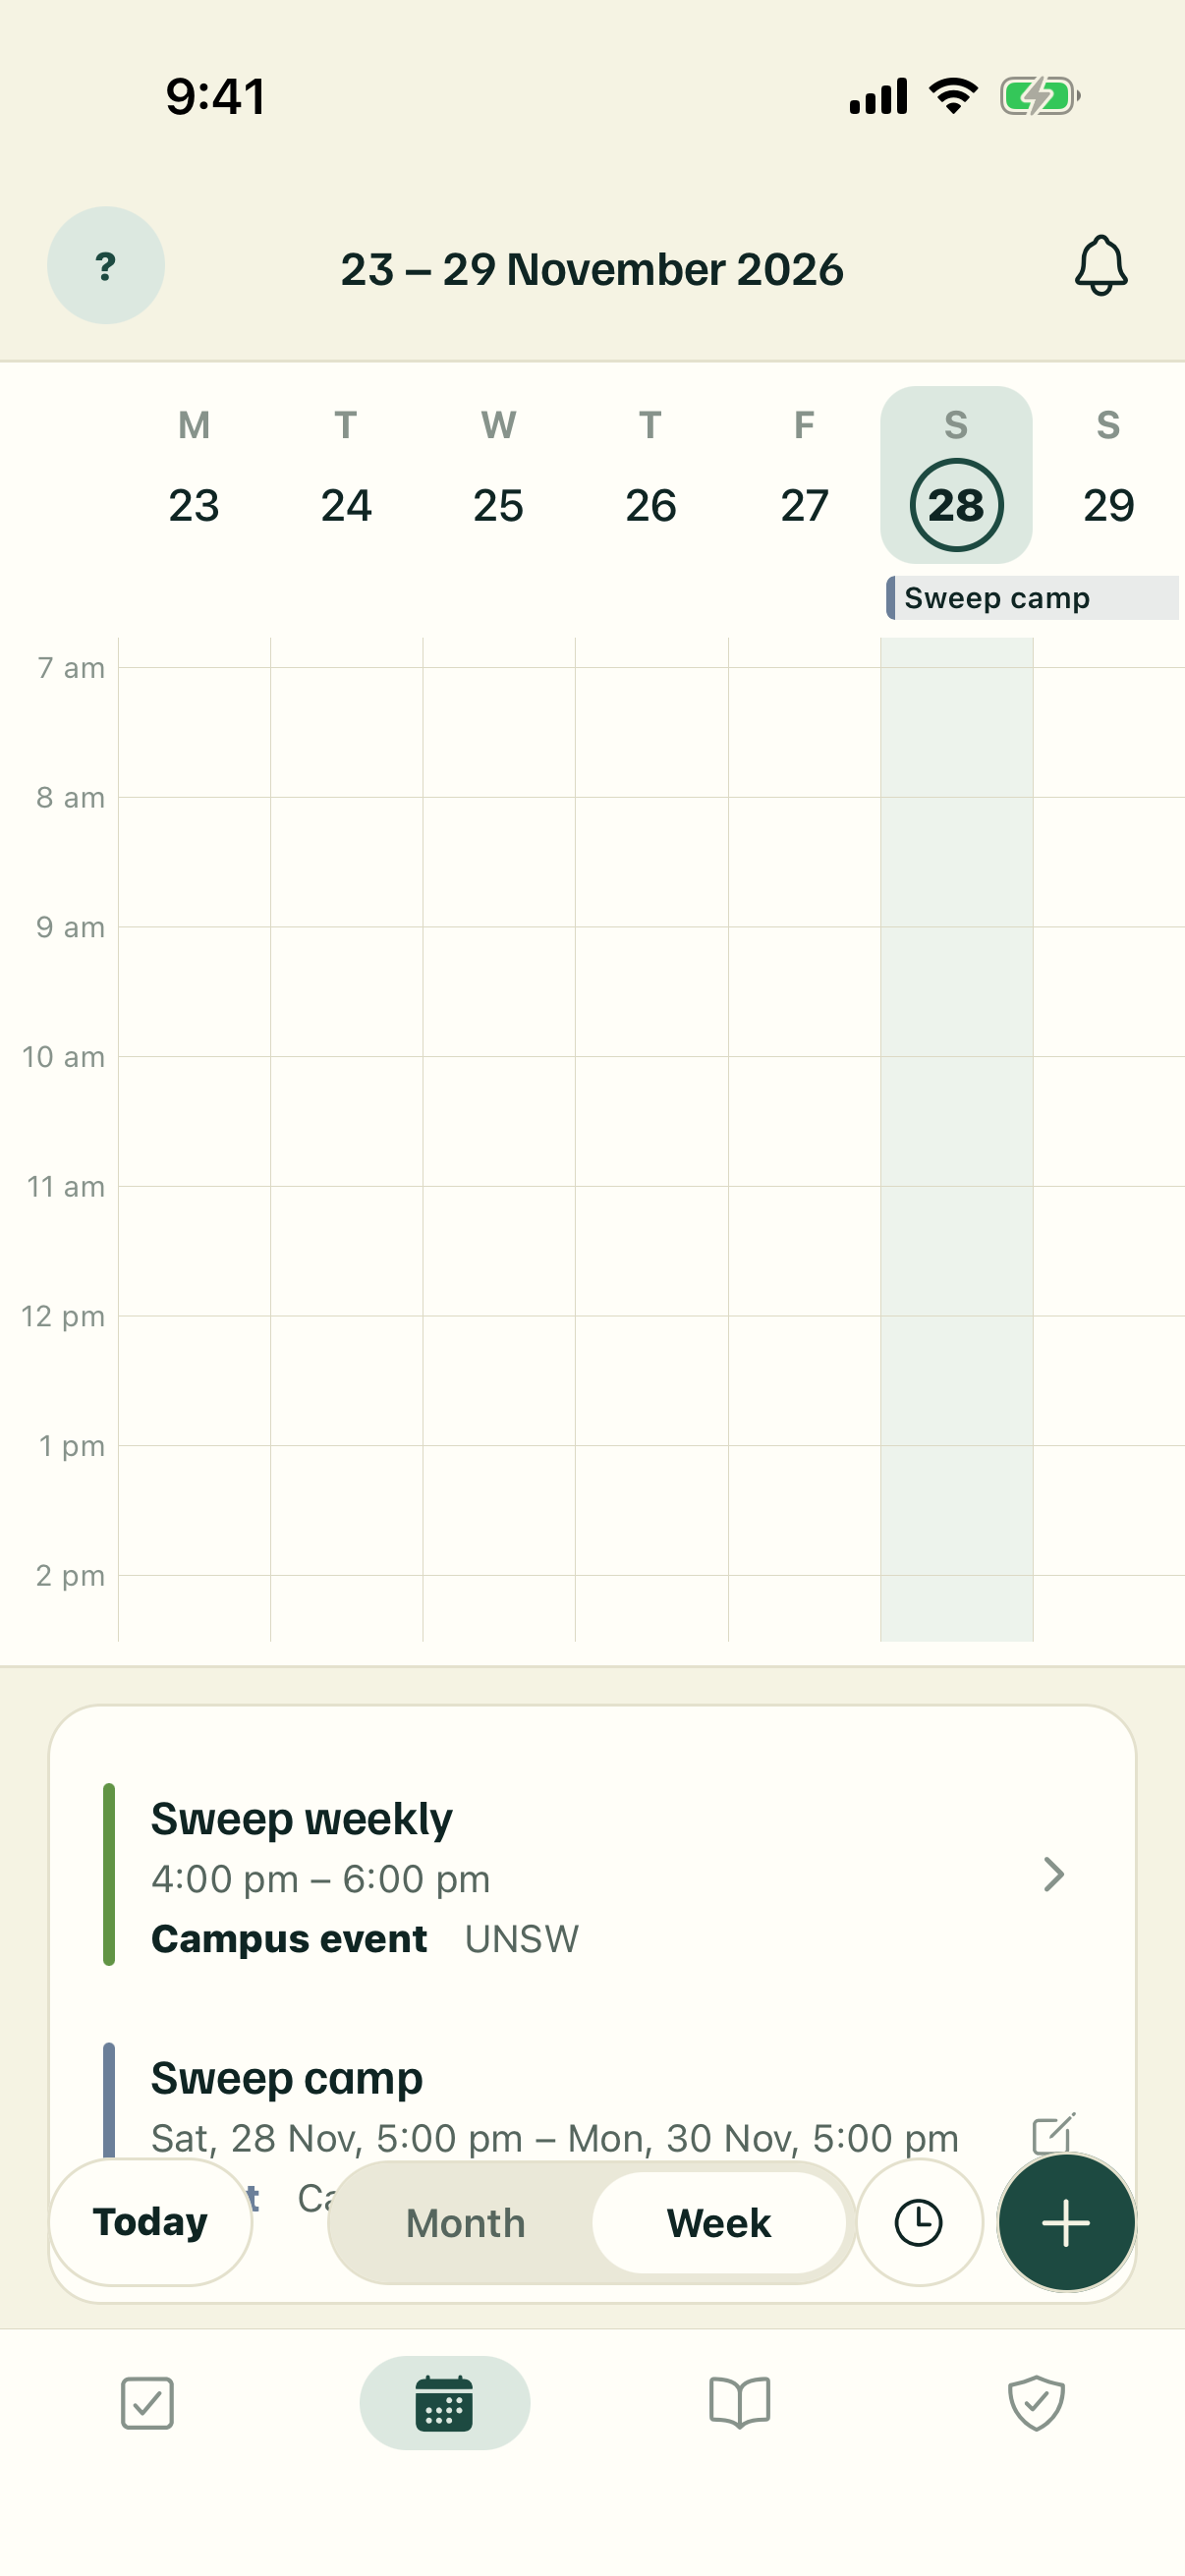 9:41
?
23 – 29 November 2026
M T W T F S S
23 24 25 26 27 28 29
Sweep camp
7 am
8 am
9 am
10 am
11 am
12 pm
1 pm
2 pm
Sweep weekly
4:00 pm – 6:00 pm
Campus event UNSW
Sweep camp
Sat, 28 Nov, 5:00 pm – Mon, 30 Nov, 5:00 pm
Today Month Week